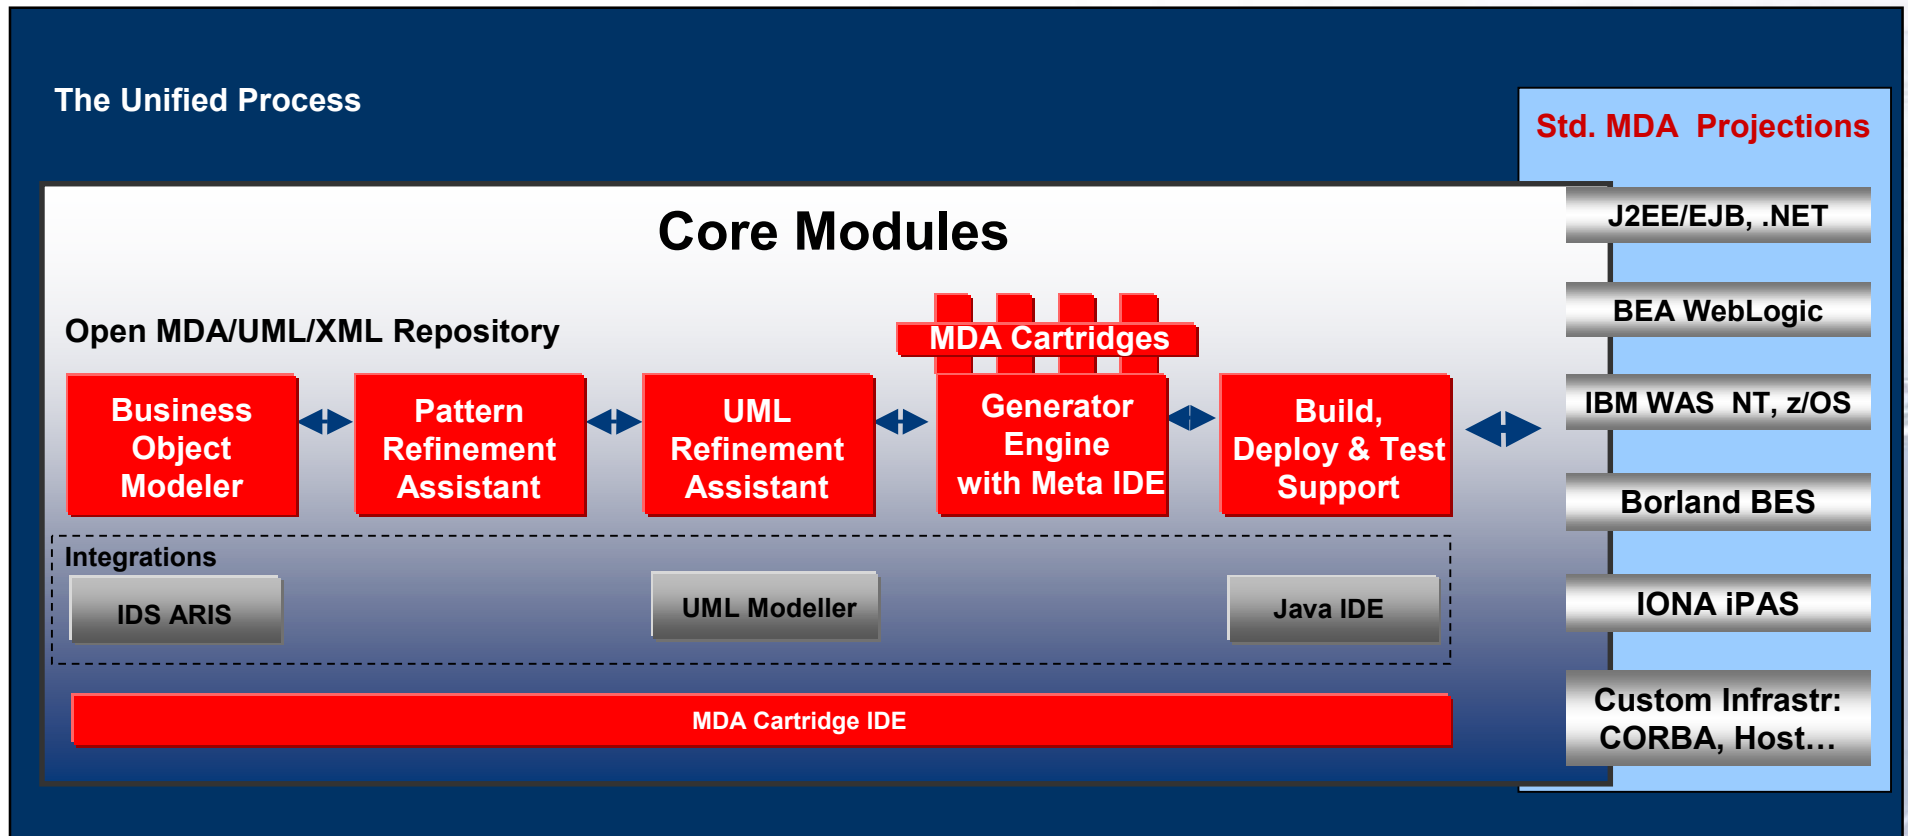 The Unified Process
Std. MDA Projections
Core Modules
Open MDA/UML/XML Repository
MDA Cartridges
Business
Object
Modeler
Pattern
Refinement
Assistant
UML
Refinement
Assistant
Generator
Engine
with Meta IDE
Build,
Deploy & Test
Support
Integrations
IDS ARIS
UML Modeller
Java IDE
MDA Cartridge IDE
J2EE/EJB, .NET
BEA WebLogic
IBM WAS NT, z/OS
Borland BES
IONA iPAS
Custom Infrastr:
CORBA, Host…